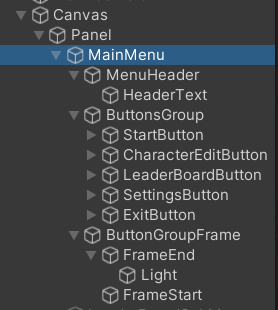 Canvas
Panel
MainMenu
MenuHeader
HeaderText
ButtonsGroup
StartButton
CharacterEditButton
LeaderBoardButton
SettingsButton
ExitButton
ButtonGroupFrame
FrameEnd
Light
FrameStart